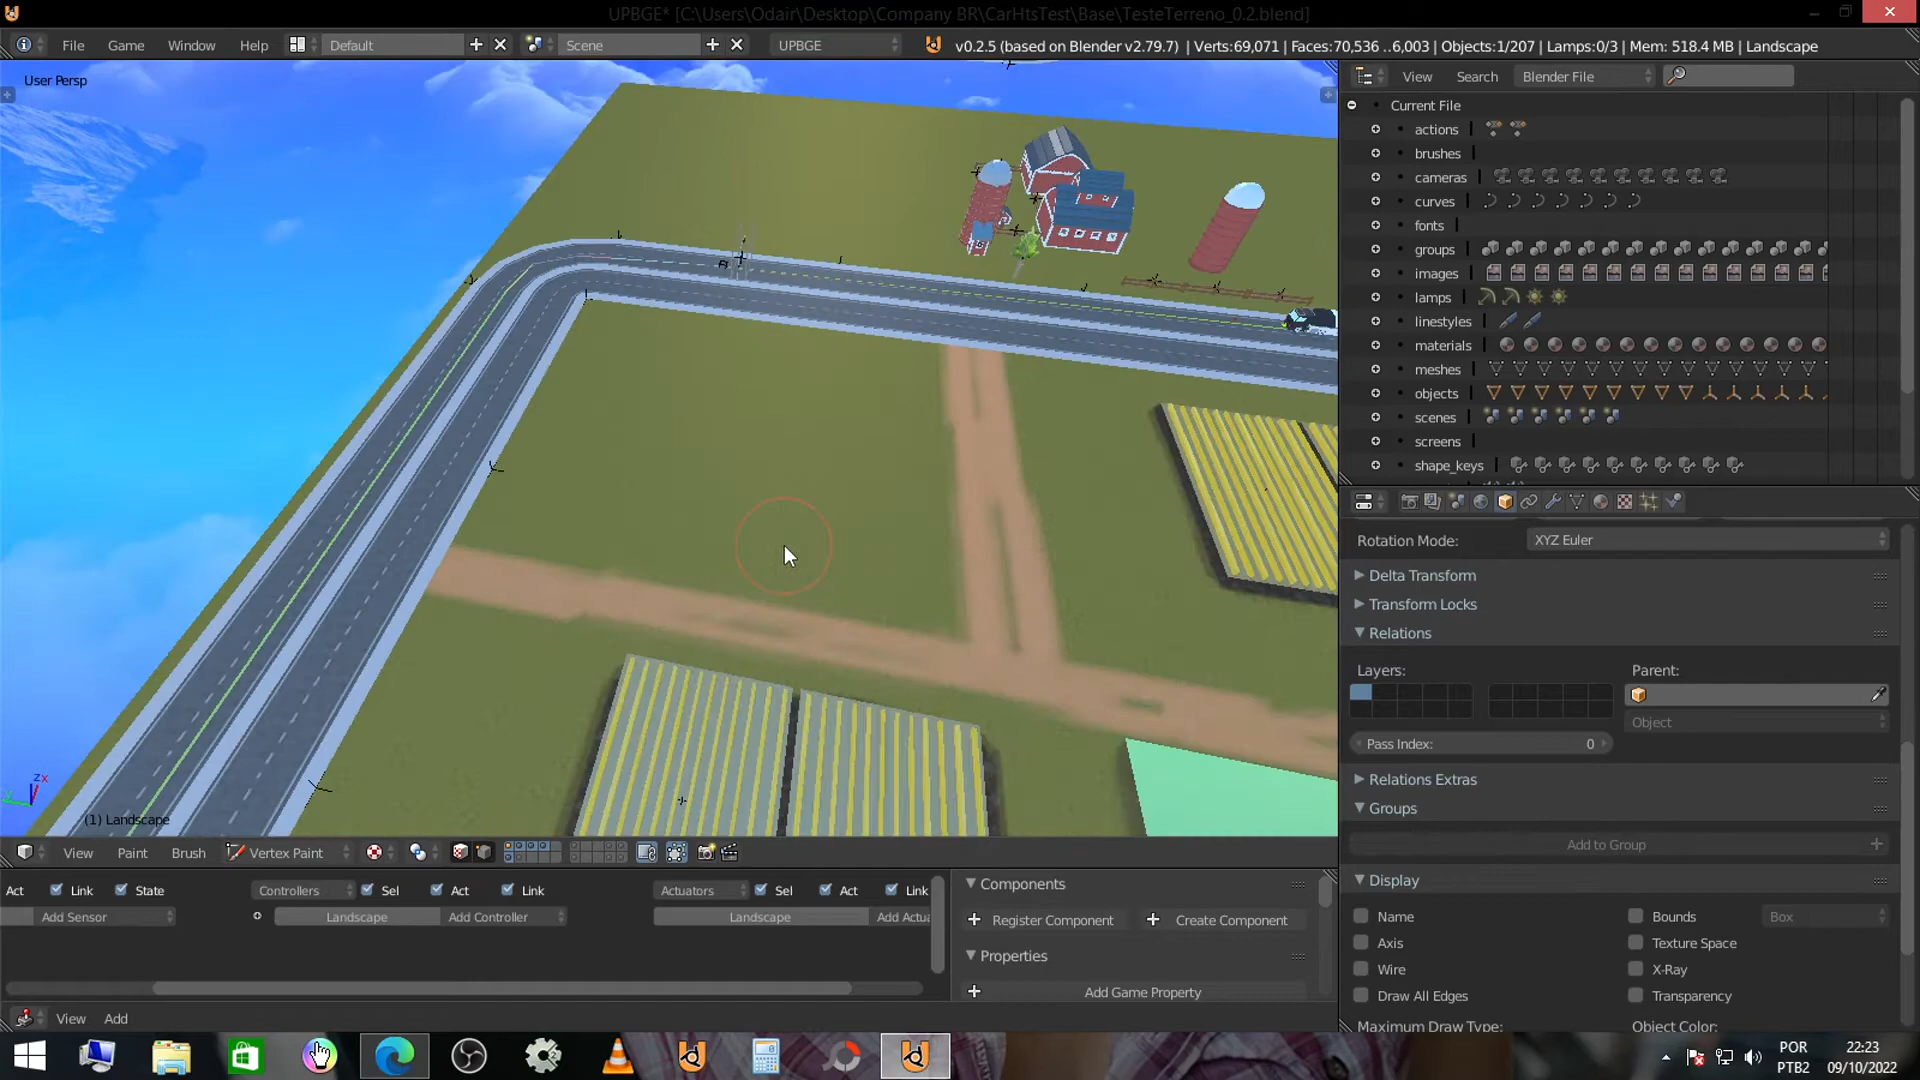 UPBGE* [C:\Users\Odair\Desktop\Company BR\CarHtsTest\Base\TesteTerreno_0.2.blend]
File Game Window Help Default Scene UPBGE v0.2.5 (based on Blender v2.79.7) | Verts:69,071 | Faces:70,536 ..6,003 | Objects:1/207 | Lamps:0/3 | Mem: 518.4 MB | Landscape
User Persp
View Search Blender File
Current File
actions
brushes
cameras
curves
fonts
groups
images
lamps
linestyles
materials
meshes
objects
scenes
screens
shape_keys
Rotation Mode: XYZ Euler
Delta Transform
Transform Locks
Relations
Layers: Parent:
Object
Pass Index: 0
Relations Extras
Groups
Add to Group
Display
Name Bounds Box
Axis Texture Space
Wire X-Ray
Draw All Edges Transparency
Maximum Draw Type: Object Color:
z x
y
(1) Landscape
View Paint Brush Vertex Paint
Act Link State Controllers Sel Act Link Actuators Sel Act Link
Add Sensor Landscape Add Controller Landscape Add Actua
Components
Register Component Create Component
Properties
Add Game Property
View Add
POR 22:23
PTB2 09/10/2022